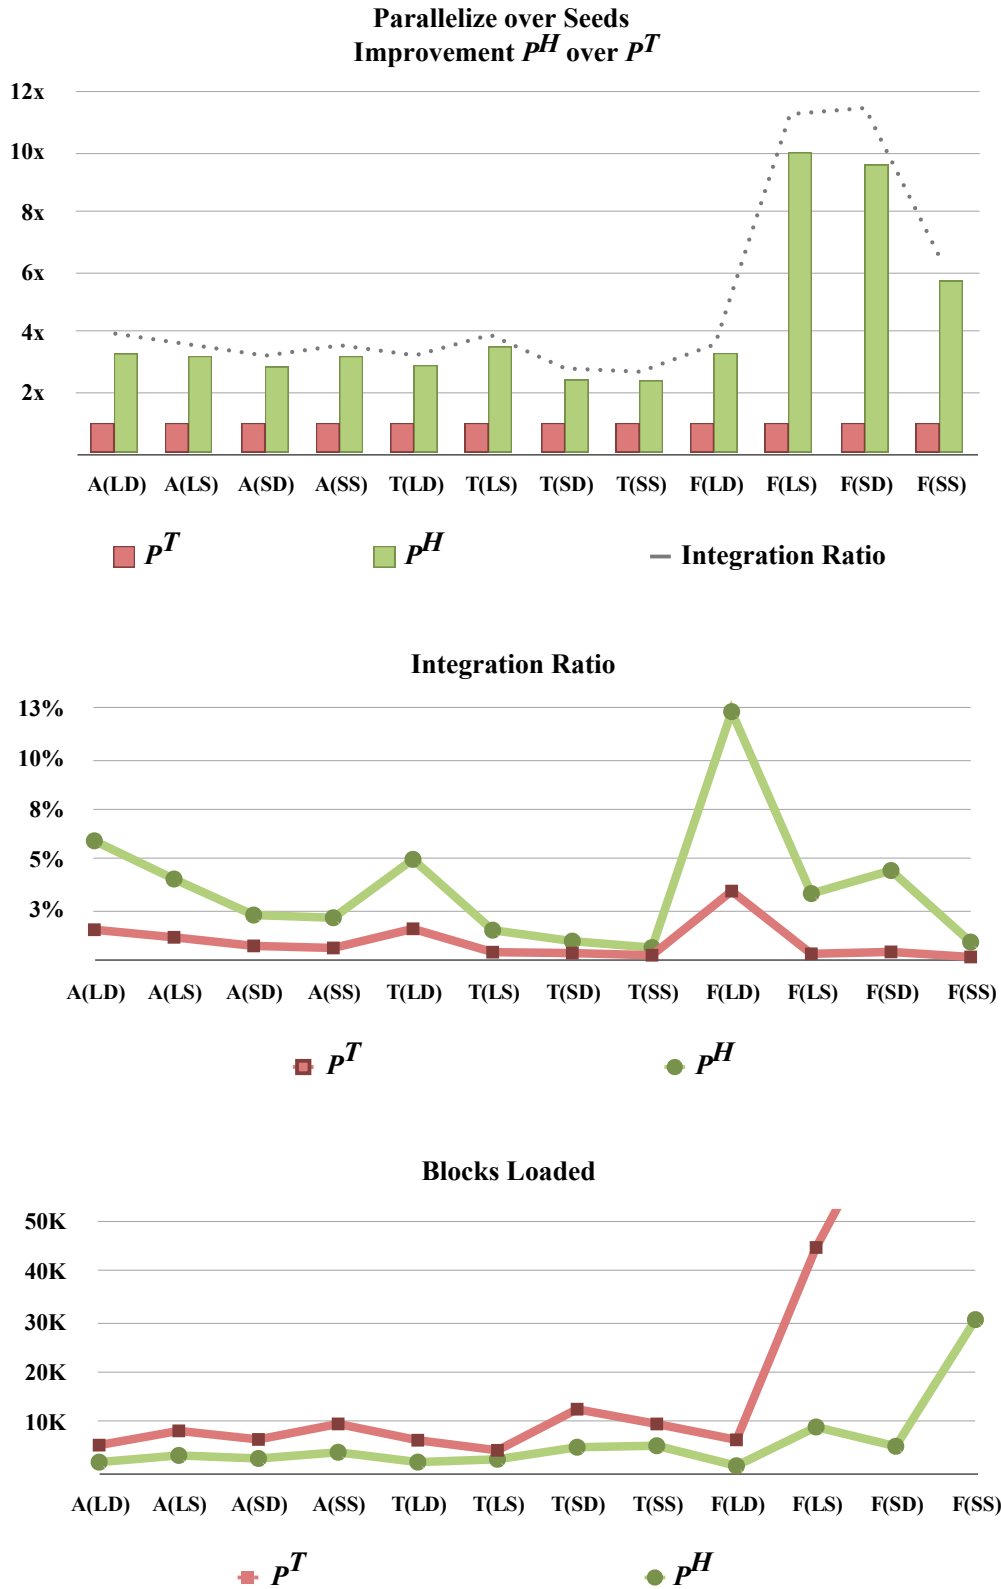 Parallelize over Seeds
Improvement P^H over P^T
12x
10x
8x
6x
4x
2x
A(LD) A(LS) A(SD) A(SS) T(LD) T(LS) T(SD) T(SS) F(LD) F(LS) F(SD) F(SS)
P^T P^H Integration Ratio
Integration Ratio
13%
10%
8%
5%
3%
A(LD) A(LS) A(SD) A(SS) T(LD) T(LS) T(SD) T(SS) F(LD) F(LS) F(SD) F(SS)
P^T P^H
Blocks Loaded
50K
40K
30K
20K
10K
A(LD) A(LS) A(SD) A(SS) T(LD) T(LS) T(SD) T(SS) F(LD) F(LS) F(SD) F(SS)
P^T P^H